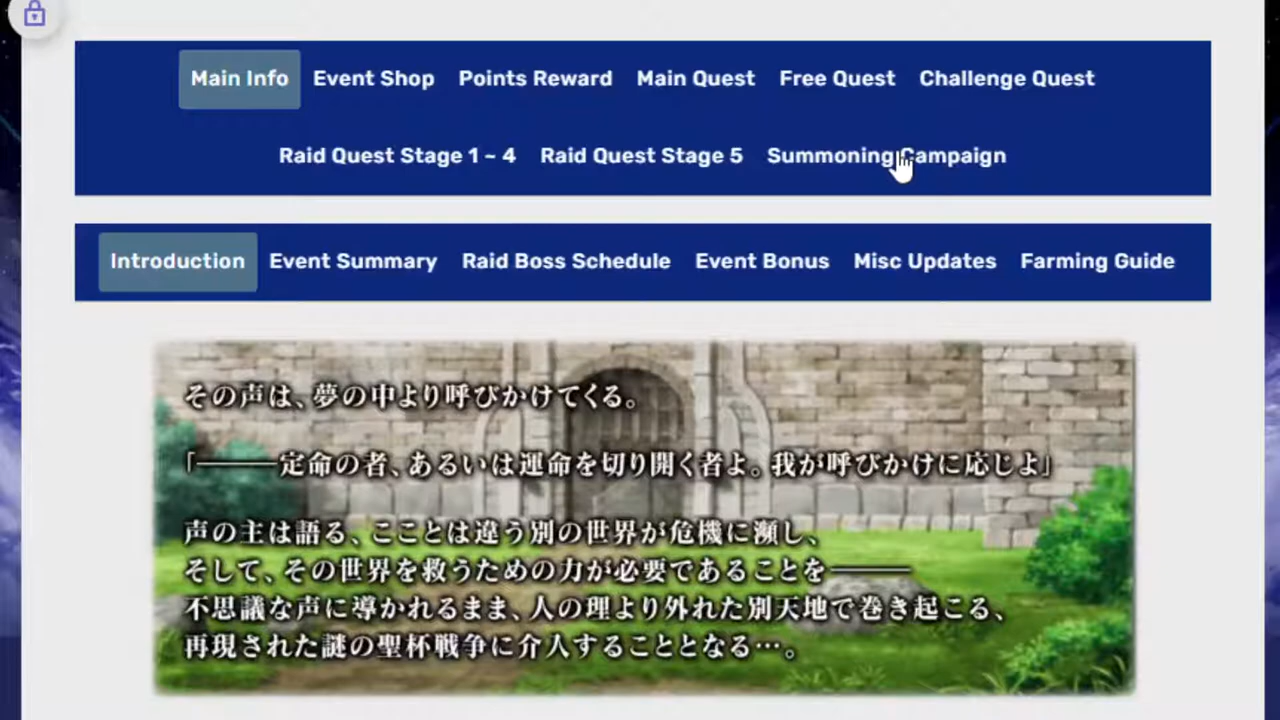 Main Info Event Shop Points Reward Main Quest Free Quest Challenge Quest
Raid Quest Stage 1 ~ 4 Raid Quest Stage 5 Summoning Campaign
Introduction Event Summary Raid Boss Schedule Event Bonus Misc Updates Farming Guide
その声は、夢の中より呼びかけてくる。
「────定命の者、あるいは運命を切り開く者よ。我が呼びかけに応じよ」
声の主は語る、こことは違う別の世界が危機に瀕し、
そして、その世界を救うための力が必要であることを────
不思議な声に導かれるまま、人の理より外れた別天地で巻き起こる、
再現された謎の聖杯戦争に介入することとなる…。